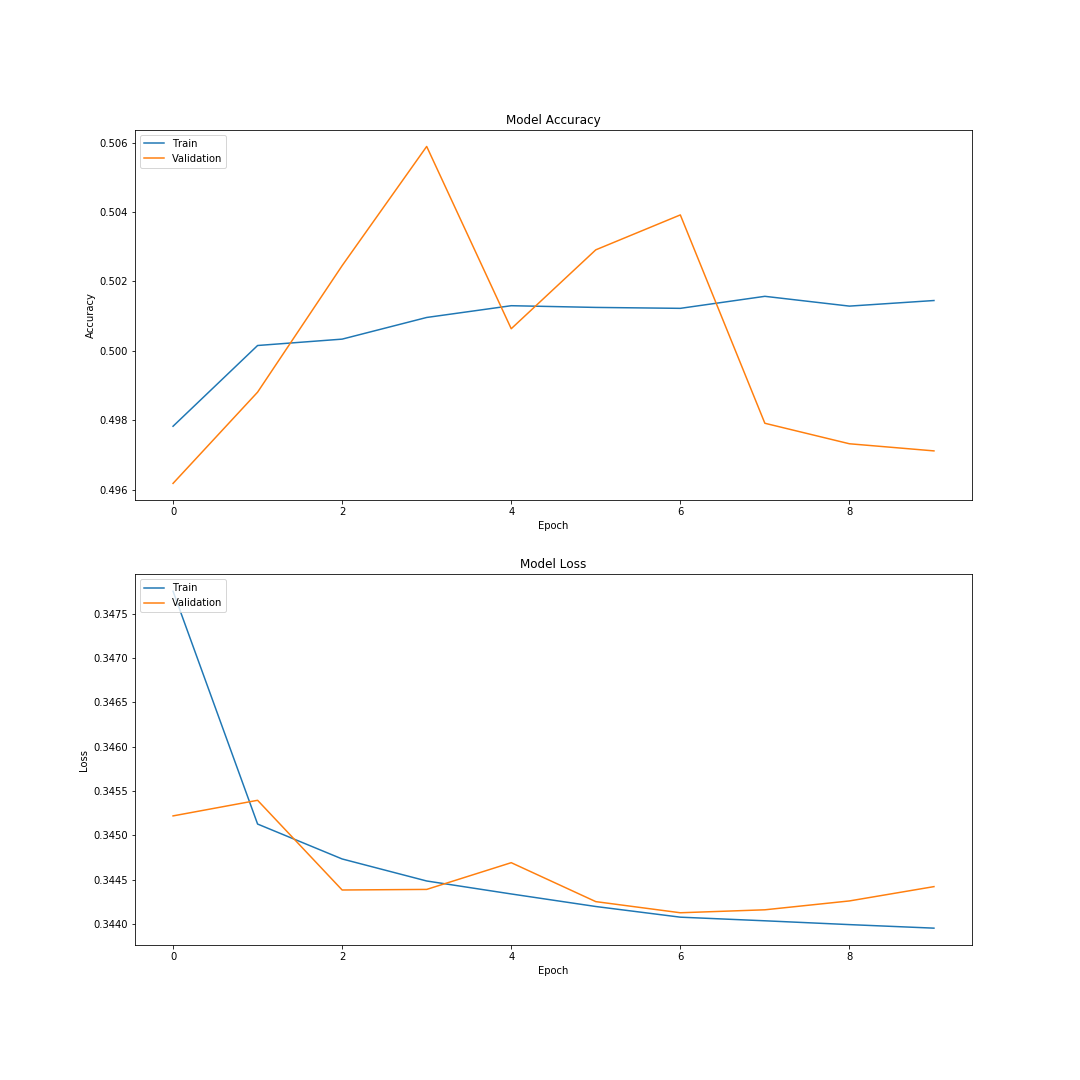 Model Accuracy
Train
Validation
0.506
0.504
0.502
0.500
0.498
0.496
Accuracy
0 2 4 6 8
Epoch
Model Loss
Train
Validation
0.3475
0.3470
0.3465
0.3460
0.3455
0.3450
0.3445
0.3440
Loss
0 2 4 6 8
Epoch